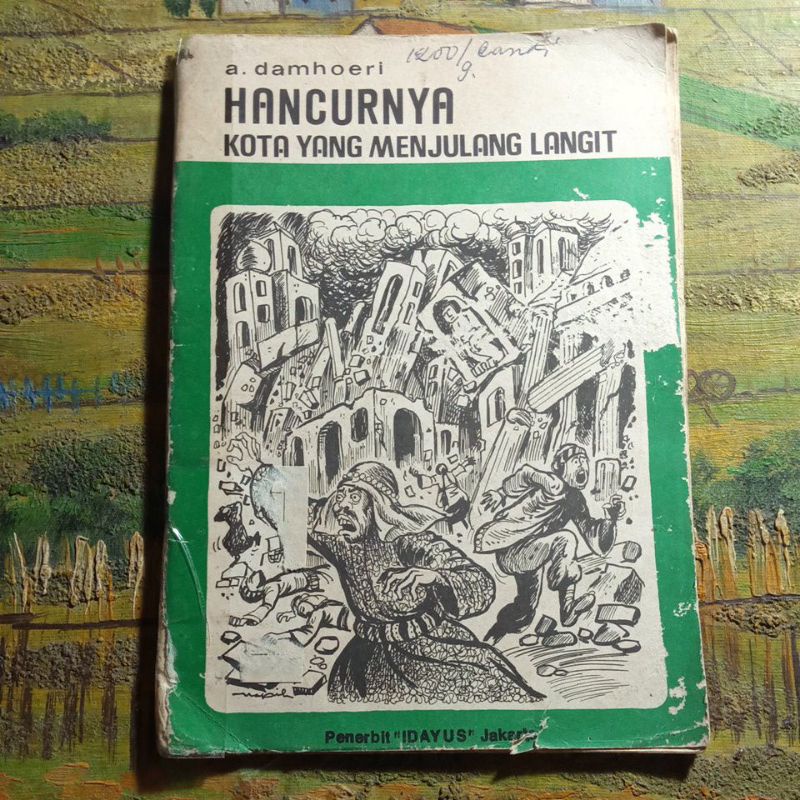 a. damhoeri
HANCURNYA
KOTA YANG MENJULANG LANGIT
Penerbit "IDAYUS" Jakarta